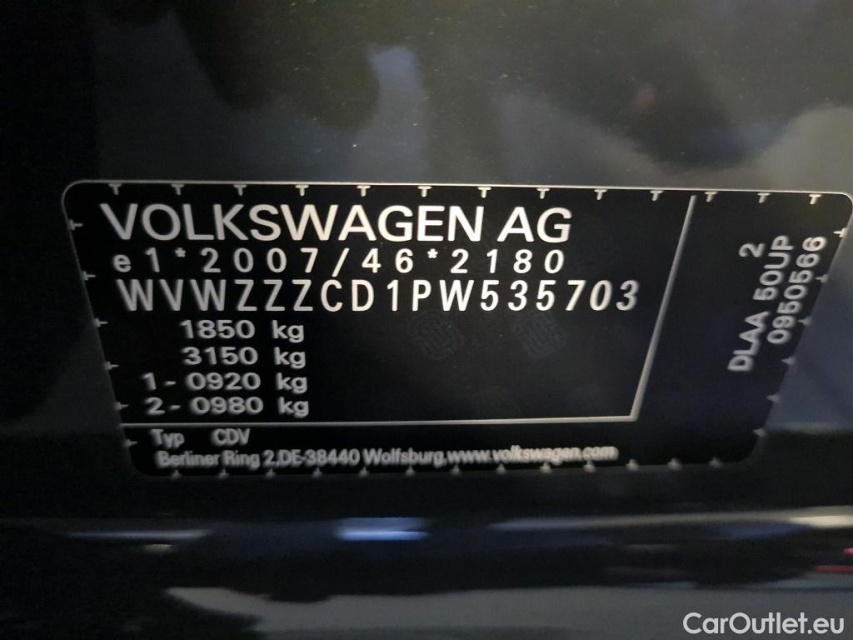 VOLKSWAGEN AG
e1*2007/46*2180
WVWZZZCD1PW535703
1850 kg
3150 kg
1 - 0920 kg
2 - 0980 kg
Typ CDV
Berliner Ring 2,DE-38440 Wolfsburg,www.volkswagen.com
2
DLAA 50UP
0950566
CarOutlet.eu